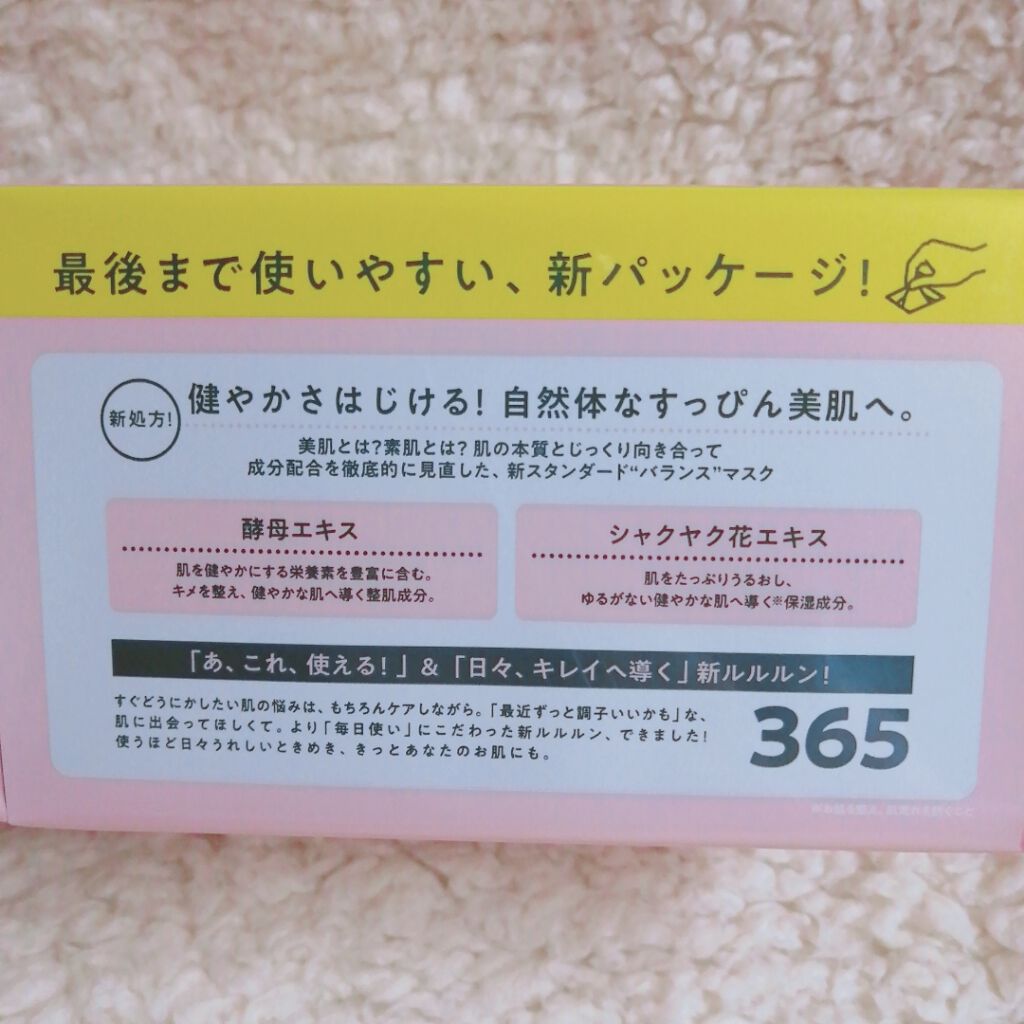 最後まで使いやすい、新パッケージ!
新処方!
健やかさはじける! 自然体なすっぴん美肌へ。
美肌とは?素肌とは? 肌の本質とじっくり向き合って
成分配合を徹底的に見直した、新スタンダード“バランス”マスク
酵母エキス
肌を健やかにする栄養素を豊富に含む。
キメを整え、健やかな肌へ導く整肌成分。
シャクヤク花エキス
肌をたっぷりうるおし、
ゆるがない健やかな肌へ導く※保湿成分。
「あ、これ、使える!」&「日々、キレイへ導く」新ルルルン!
すぐどうにかしたい肌の悩みは、もちろんケアしながら。「最近ずっと調子いいかも」な、
肌に出会ってほしくて。より「毎日使い」にこだわった新ルルルン、できました!
使うほど日々うれしいときめき、きっとあなたのお肌にも。
365
※お肌を整え、肌荒れを防ぐこと